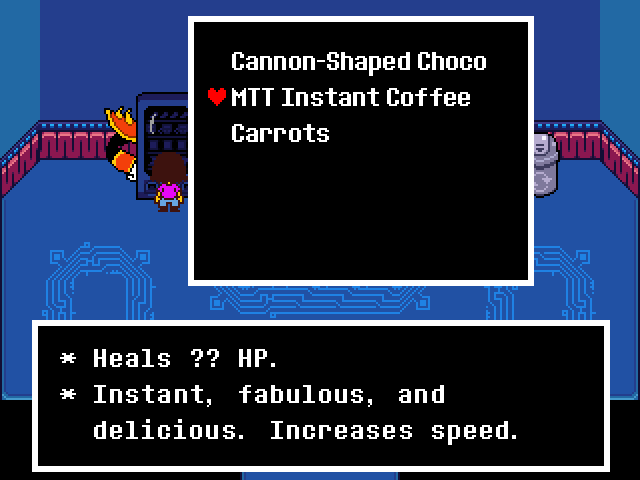 Cannon-Shaped Choco
MTT Instant Coffee
Carrots
* Heals ?? HP.
* Instant, fabulous, and
delicious. Increases speed.